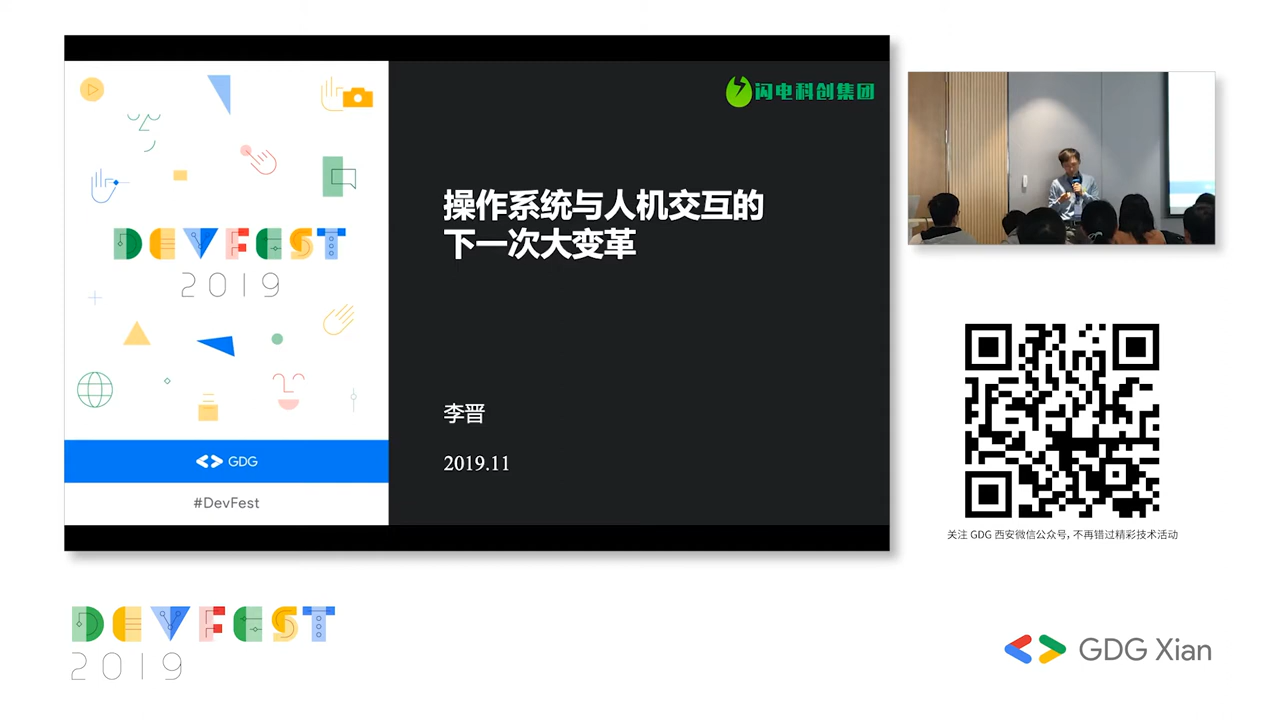 闪电科创集团
操作系统与人机交互的
下一次大变革
李晋
2019.11
DEVFEST
2019
GDG
#DevFest
关注 GDG 西安微信公众号, 不再错过精彩技术活动
DEVFEST
2019
GDG Xian